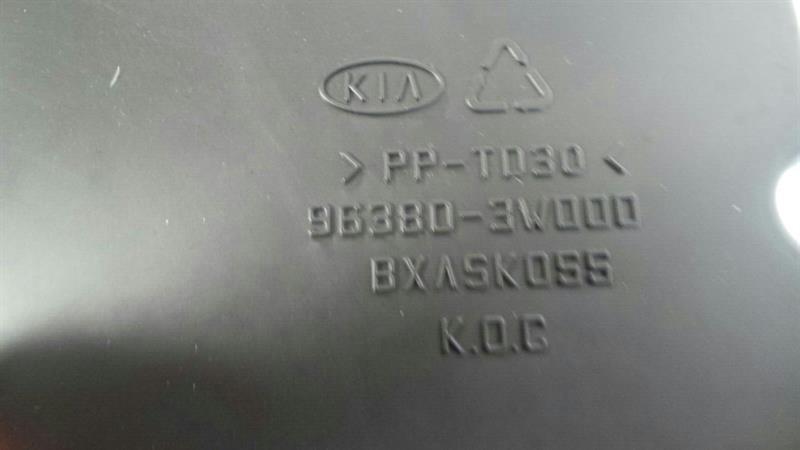 KIA
>PP-TD30<
96380-3W000
BXASK055
K.O.C